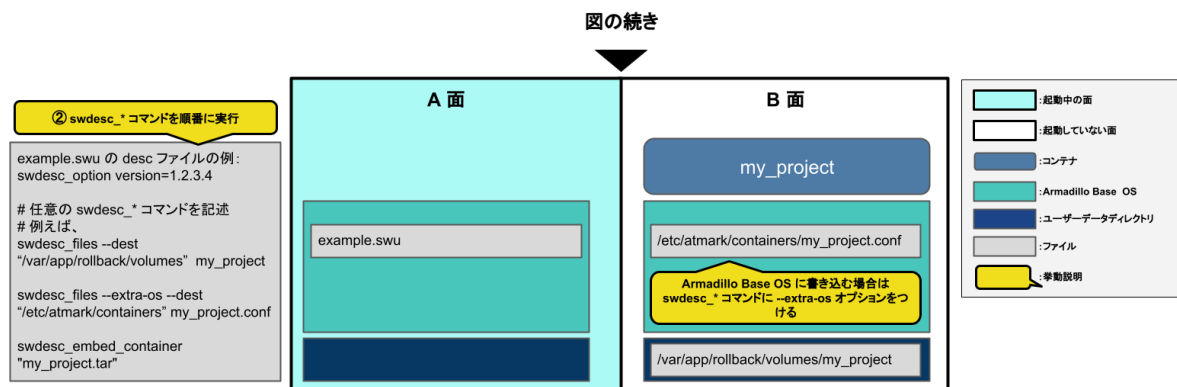 図の続き
A 面
B 面
② swdesc_* コマンドを順番に実行
example.swu の desc ファイルの例:
swdesc_option version=1.2.3.4
# 任意の swdesc_* コマンドを記述
# 例えば、
swdesc_files --dest
“/var/app/rollback/volumes” my_project
swdesc_files --extra-os --dest
“/etc/atmark/containers” my_project.conf
swdesc_embed_container
"my_project.tar"
example.swu
my_project
/etc/atmark/containers/my_project.conf
Armadillo Base OS に書き込む場合は
swdesc_* コマンドに --extra-os オプションをつ
ける
/var/app/rollback/volumes/my_project
:起動中の面
:起動していない面
:コンテナ
:Armadillo Base OS
:ユーザーデータディレクトリ
:ファイル
:挙動説明